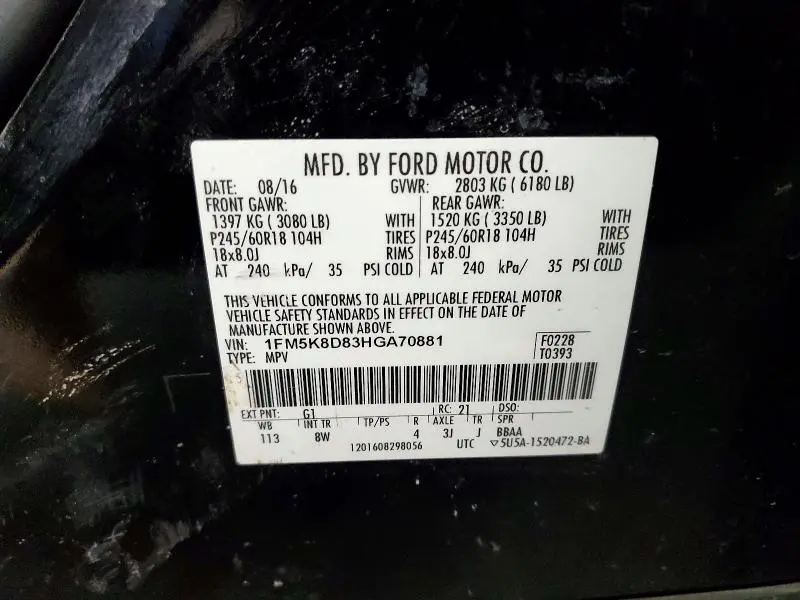 MFD. BY FORD MOTOR CO.
DATE: 08/16 GVWR: 2803 KG ( 6180 LB)
FRONT GAWR: REAR GAWR:
1397 KG ( 3080 LB) WITH 1520 KG ( 3350 LB) WITH
P245/60R18 104H TIRES P245/60R18 104H TIRES
18x8.0J RIMS 18x8.0J RIMS
AT 240 kPa/ 35 PSI COLD AT 240 kPa/ 35 PSI COLD
THIS VEHICLE CONFORMS TO ALL APPLICABLE FEDERAL MOTOR
VEHICLE SAFETY STANDARDS IN EFFECT ON THE DATE OF
MANUFACTURE SHOWN ABOVE.
VIN: 1FM5K8D83HGA70881 F0228
TYPE: MPV T0393
EXT PNT: G1 RC: 21 DSO:
WB INT TR TP/PS R AXLE TR SPR
113 8W 4 3J J BBAA
1201608298056 UTC ▽5U5A-1520472-BA